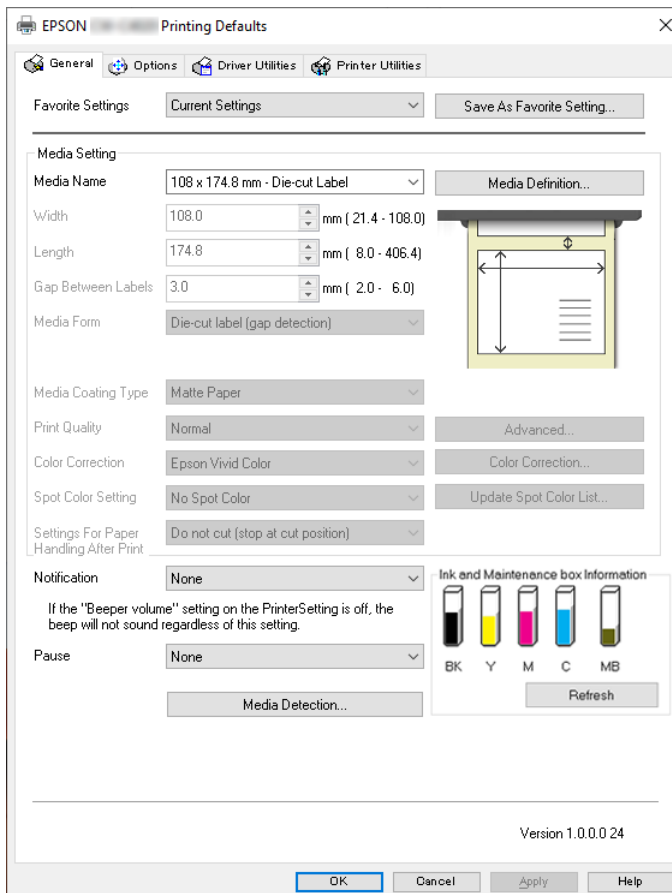 EPSON Printing Defaults
General Options Driver Utilities Printer Utilities
Favorite Settings Current Settings Save As Favorite Setting...
Media Setting
Media Name 108 x 174.8 mm - Die-cut Label Media Definition...
Width 108.0 mm ( 21.4 - 108.0)
Length 174.8 mm ( 8.0 - 406.4)
Gap Between Labels 3.0 mm ( 2.0 - 6.0)
Media Form Die-cut label (gap detection)
Media Coating Type Matte Paper
Print Quality Normal Advanced...
Color Correction Epson Vivid Color Color Correction...
Spot Color Setting No Spot Color Update Spot Color List...
Settings For Paper
Handling After Print Do not cut (stop at cut position)
Notification None
If the "Beeper volume" setting on the PrinterSetting is off, the
beep will not sound regardless of this setting.
Pause None
Media Detection...
Ink and Maintenance box Information
BK Y M C MB
Refresh
Version 1.0.0.0 24
OK Cancel Apply Help